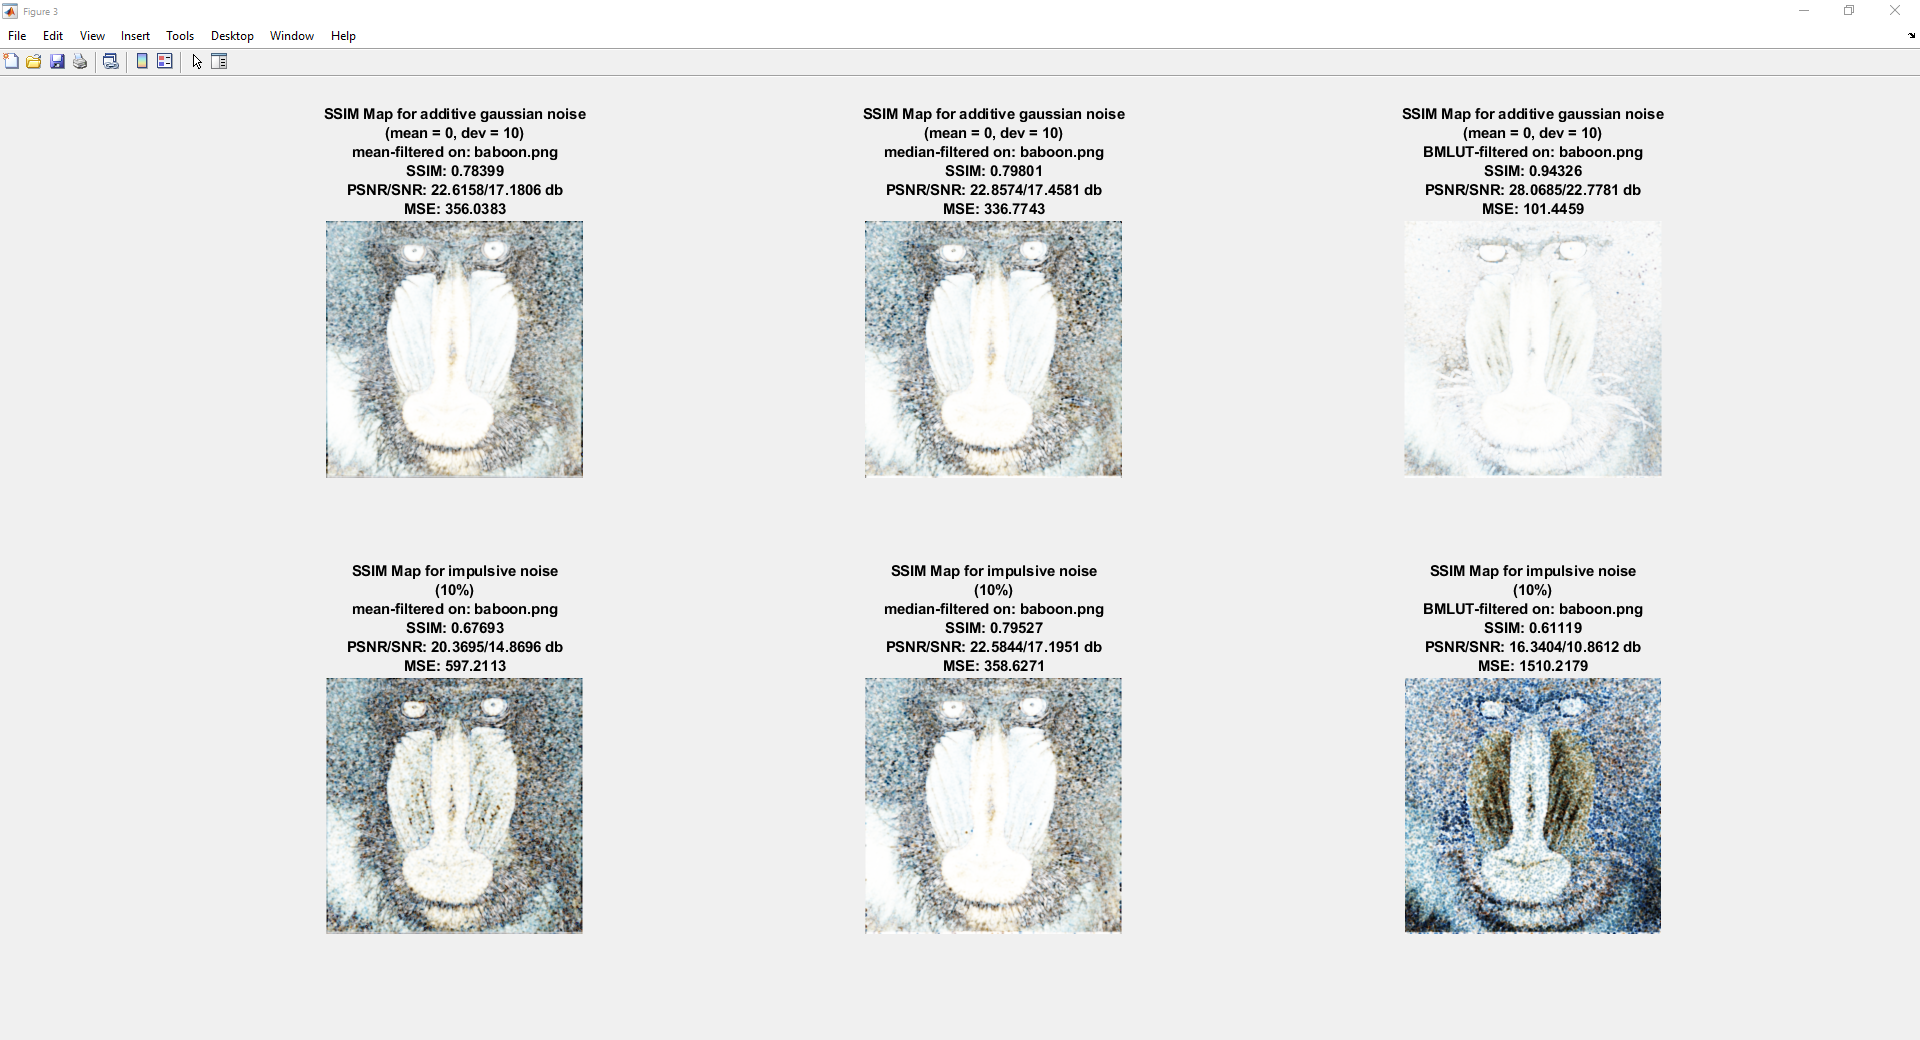 Figure 3
File Edit View Insert Tools Desktop Window Help
SSIM Map for additive gaussian noise
(mean = 0, dev = 10)
mean-filtered on: baboon.png
SSIM: 0.78399
PSNR/SNR: 22.6158/17.1806 db
MSE: 356.0383
SSIM Map for additive gaussian noise
(mean = 0, dev = 10)
median-filtered on: baboon.png
SSIM: 0.79801
PSNR/SNR: 22.8574/17.4581 db
MSE: 336.7743
SSIM Map for additive gaussian noise
(mean = 0, dev = 10)
BMLUT-filtered on: baboon.png
SSIM: 0.94326
PSNR/SNR: 28.0685/22.7781 db
MSE: 101.4459
SSIM Map for impulsive noise
(10%)
mean-filtered on: baboon.png
SSIM: 0.67693
PSNR/SNR: 20.3695/14.8696 db
MSE: 597.2113
SSIM Map for impulsive noise
(10%)
median-filtered on: baboon.png
SSIM: 0.79527
PSNR/SNR: 22.5844/17.1951 db
MSE: 358.6271
SSIM Map for impulsive noise
(10%)
BMLUT-filtered on: baboon.png
SSIM: 0.61119
PSNR/SNR: 16.3404/10.8612 db
MSE: 1510.2179